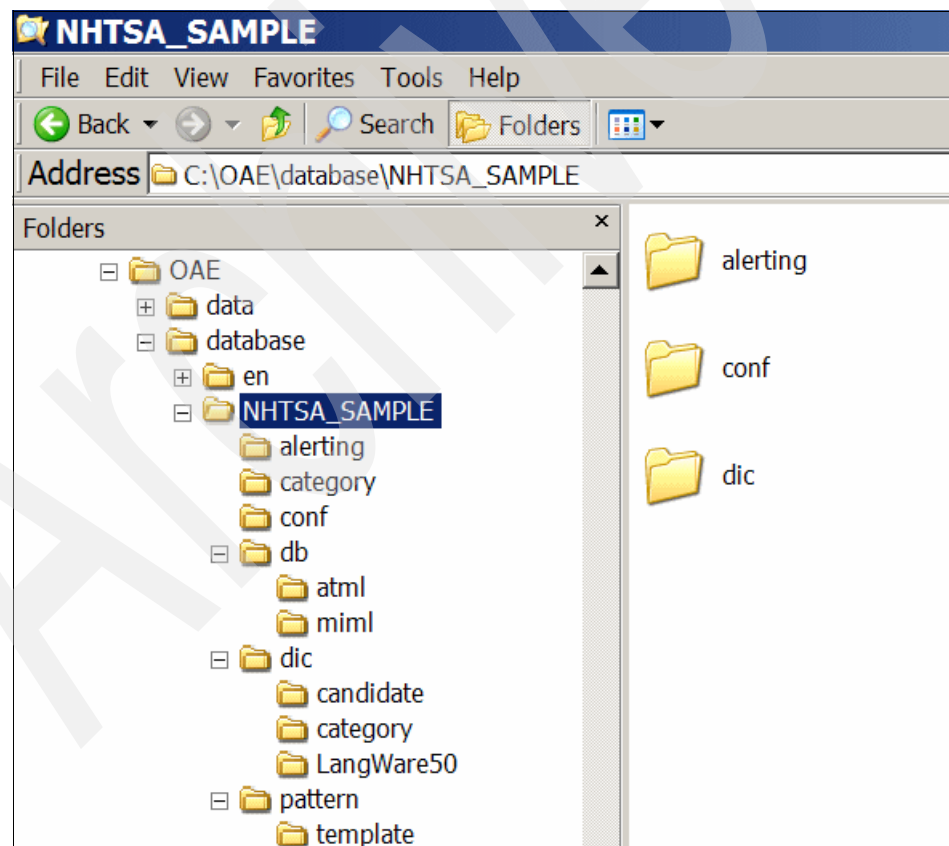 NHTSA_SAMPLE
File Edit View Favorites Tools Help
Back Search Folders
Address C:\OAE\database\NHTSA_SAMPLE
Folders ×
OAE
data
database
en
NHTSA_SAMPLE
alerting
category
conf
db
atml
miml
dic
candidate
category
LangWare50
pattern
template
alerting
conf
dic